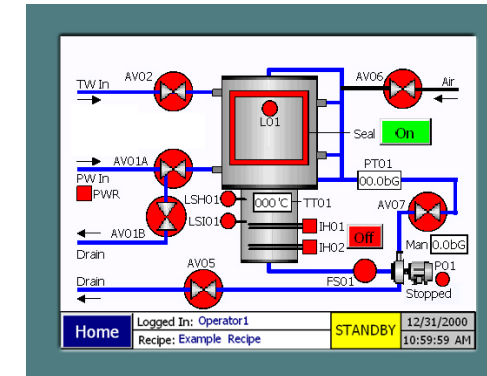 TW In
AV02
AV06
Air
L01
Seal
On
PW In
AV01A
PT01
00.0bG
PWR
LSH01
000 °C
TT01
AV07
LSI01
IH01
Off
AV01B
IH02
Man
0.0bG
Drain
AV05
P01
Drain
FS01
Stopped
Home
Logged In: Operator1
STANDBY
12/31/2000
Recipe: Example Recipe
10:59:59 AM